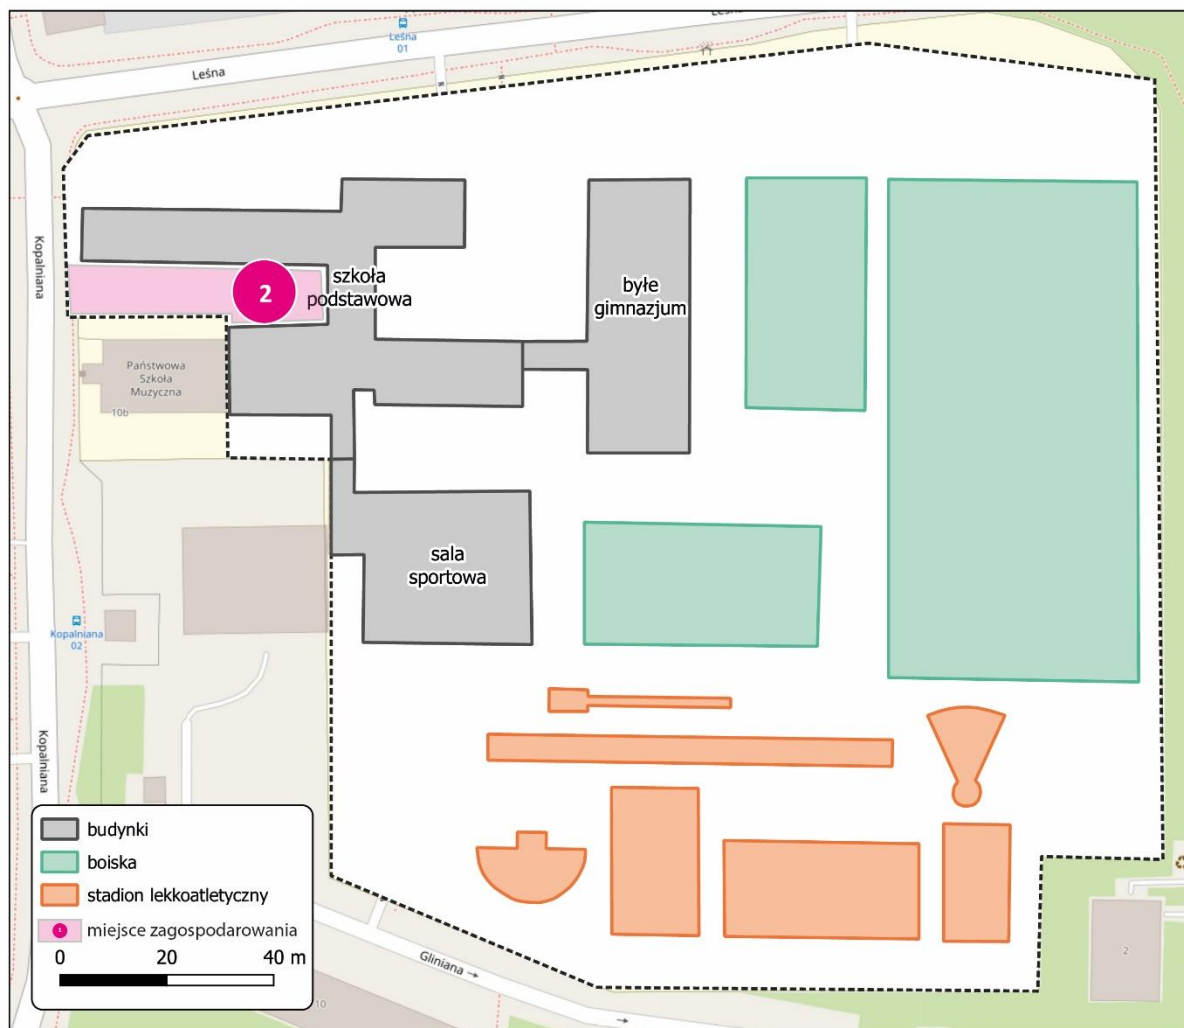 Leśna
01
Leśna
Kopalniana
szkoła
podstawowa
2
byłe
gimnazjum
Państwowa
Szkoła
Muzyczna
10b
sala
sportowa
Kopalniana
02
Kopalniana
budynki
boiska
stadion lekkoatletyczny
1
miejsce zagospodarowania
0
20
40 m
Gliniana →
10
→
2